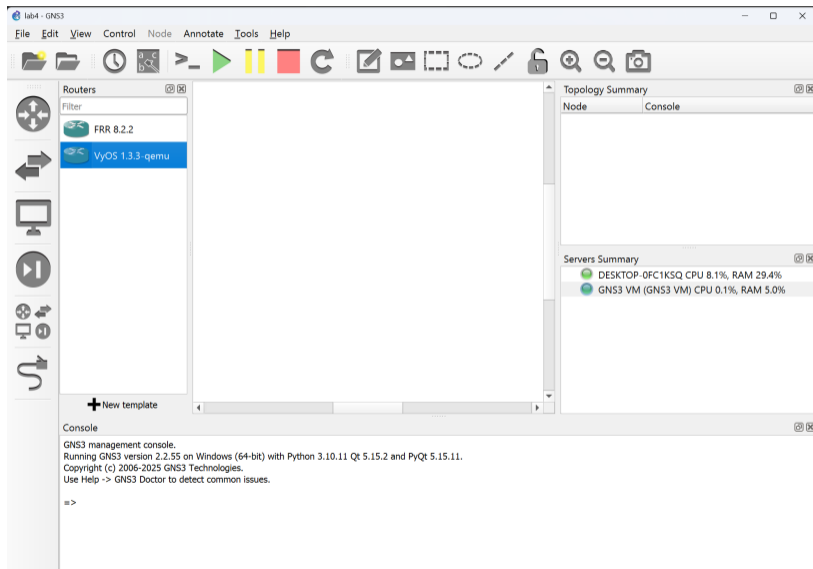 lab4 - GNS3
File Edit View Control Node Annotate Tools Help
Routers
Filter
FRR 8.2.2
VyOS 1.3.3-qemu
New template
Topology Summary
Node Console
Servers Summary
DESKTOP-0FC1KSQ CPU 8.1%, RAM 29.4%
GNS3 VM (GNS3 VM) CPU 0.1%, RAM 5.0%
Console
GNS3 management console.
Running GNS3 version 2.2.55 on Windows (64-bit) with Python 3.10.11 Qt 5.15.2 and PyQt 5.15.11.
Copyright (c) 2006-2025 GNS3 Technologies.
Use Help -> GNS3 Doctor to detect common issues.
=>